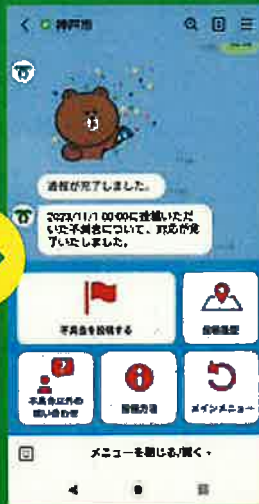 神戸市
通報が完了しました。
2023/11/1 00:00に投稿いただ
いた不具合について、対応が完
了いたしました。
不具合を投稿する
投稿履歴
不具合以外の
問い合わせ
投稿方法
メインメニュー
メニューを閉じる/開く